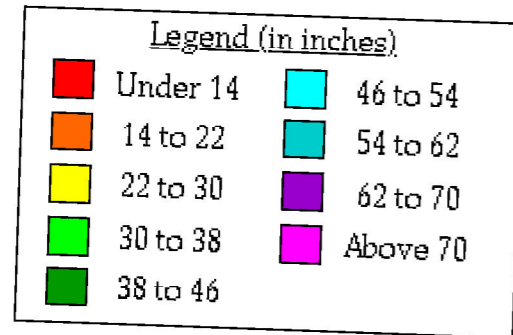 Legend (in inches)
Under 14
14 to 22
22 to 30
30 to 38
38 to 46
46 to 54
54 to 62
62 to 70
Above 70